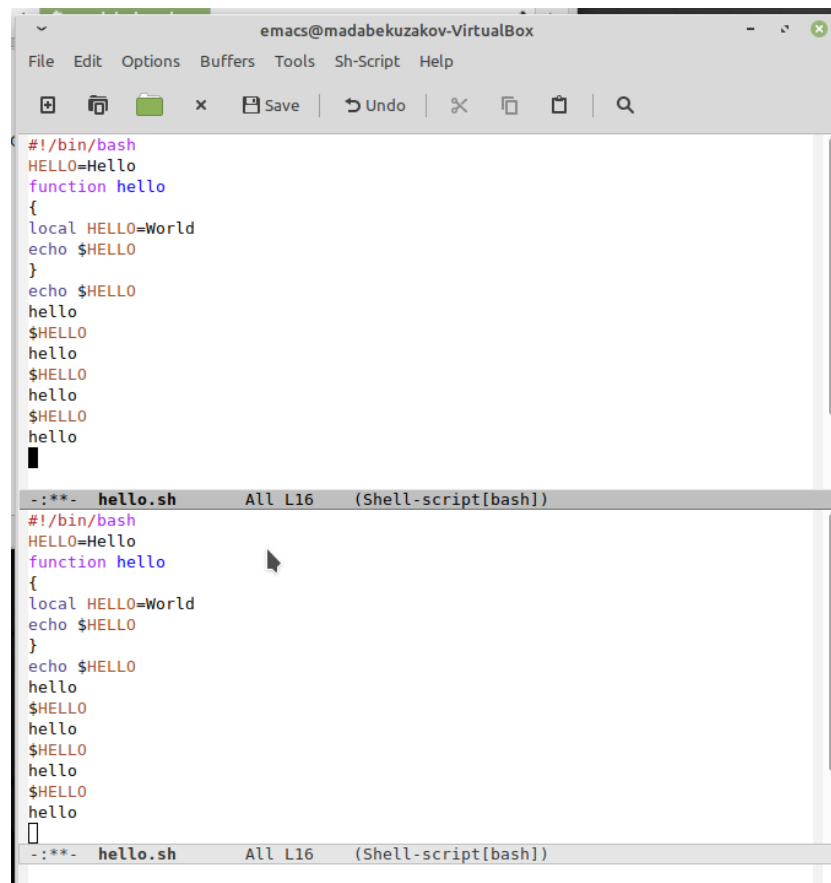 emacs@madabekuzakov-VirtualBox
File Edit Options Buffers Tools Sh-Script Help
Save Undo
#!/bin/bash
HELLO=Hello
function hello
{
local HELLO=World
echo $HELLO
}
echo $HELLO
hello
$HELLO
hello
$HELLO
hello
$HELLO
hello
-:**- hello.sh All L16 (Shell-script[bash])
#!/bin/bash
HELLO=Hello
function hello
{
local HELLO=World
echo $HELLO
}
echo $HELLO
hello
$HELLO
hello
$HELLO
hello
$HELLO
hello
-:**- hello.sh All L16 (Shell-script[bash])